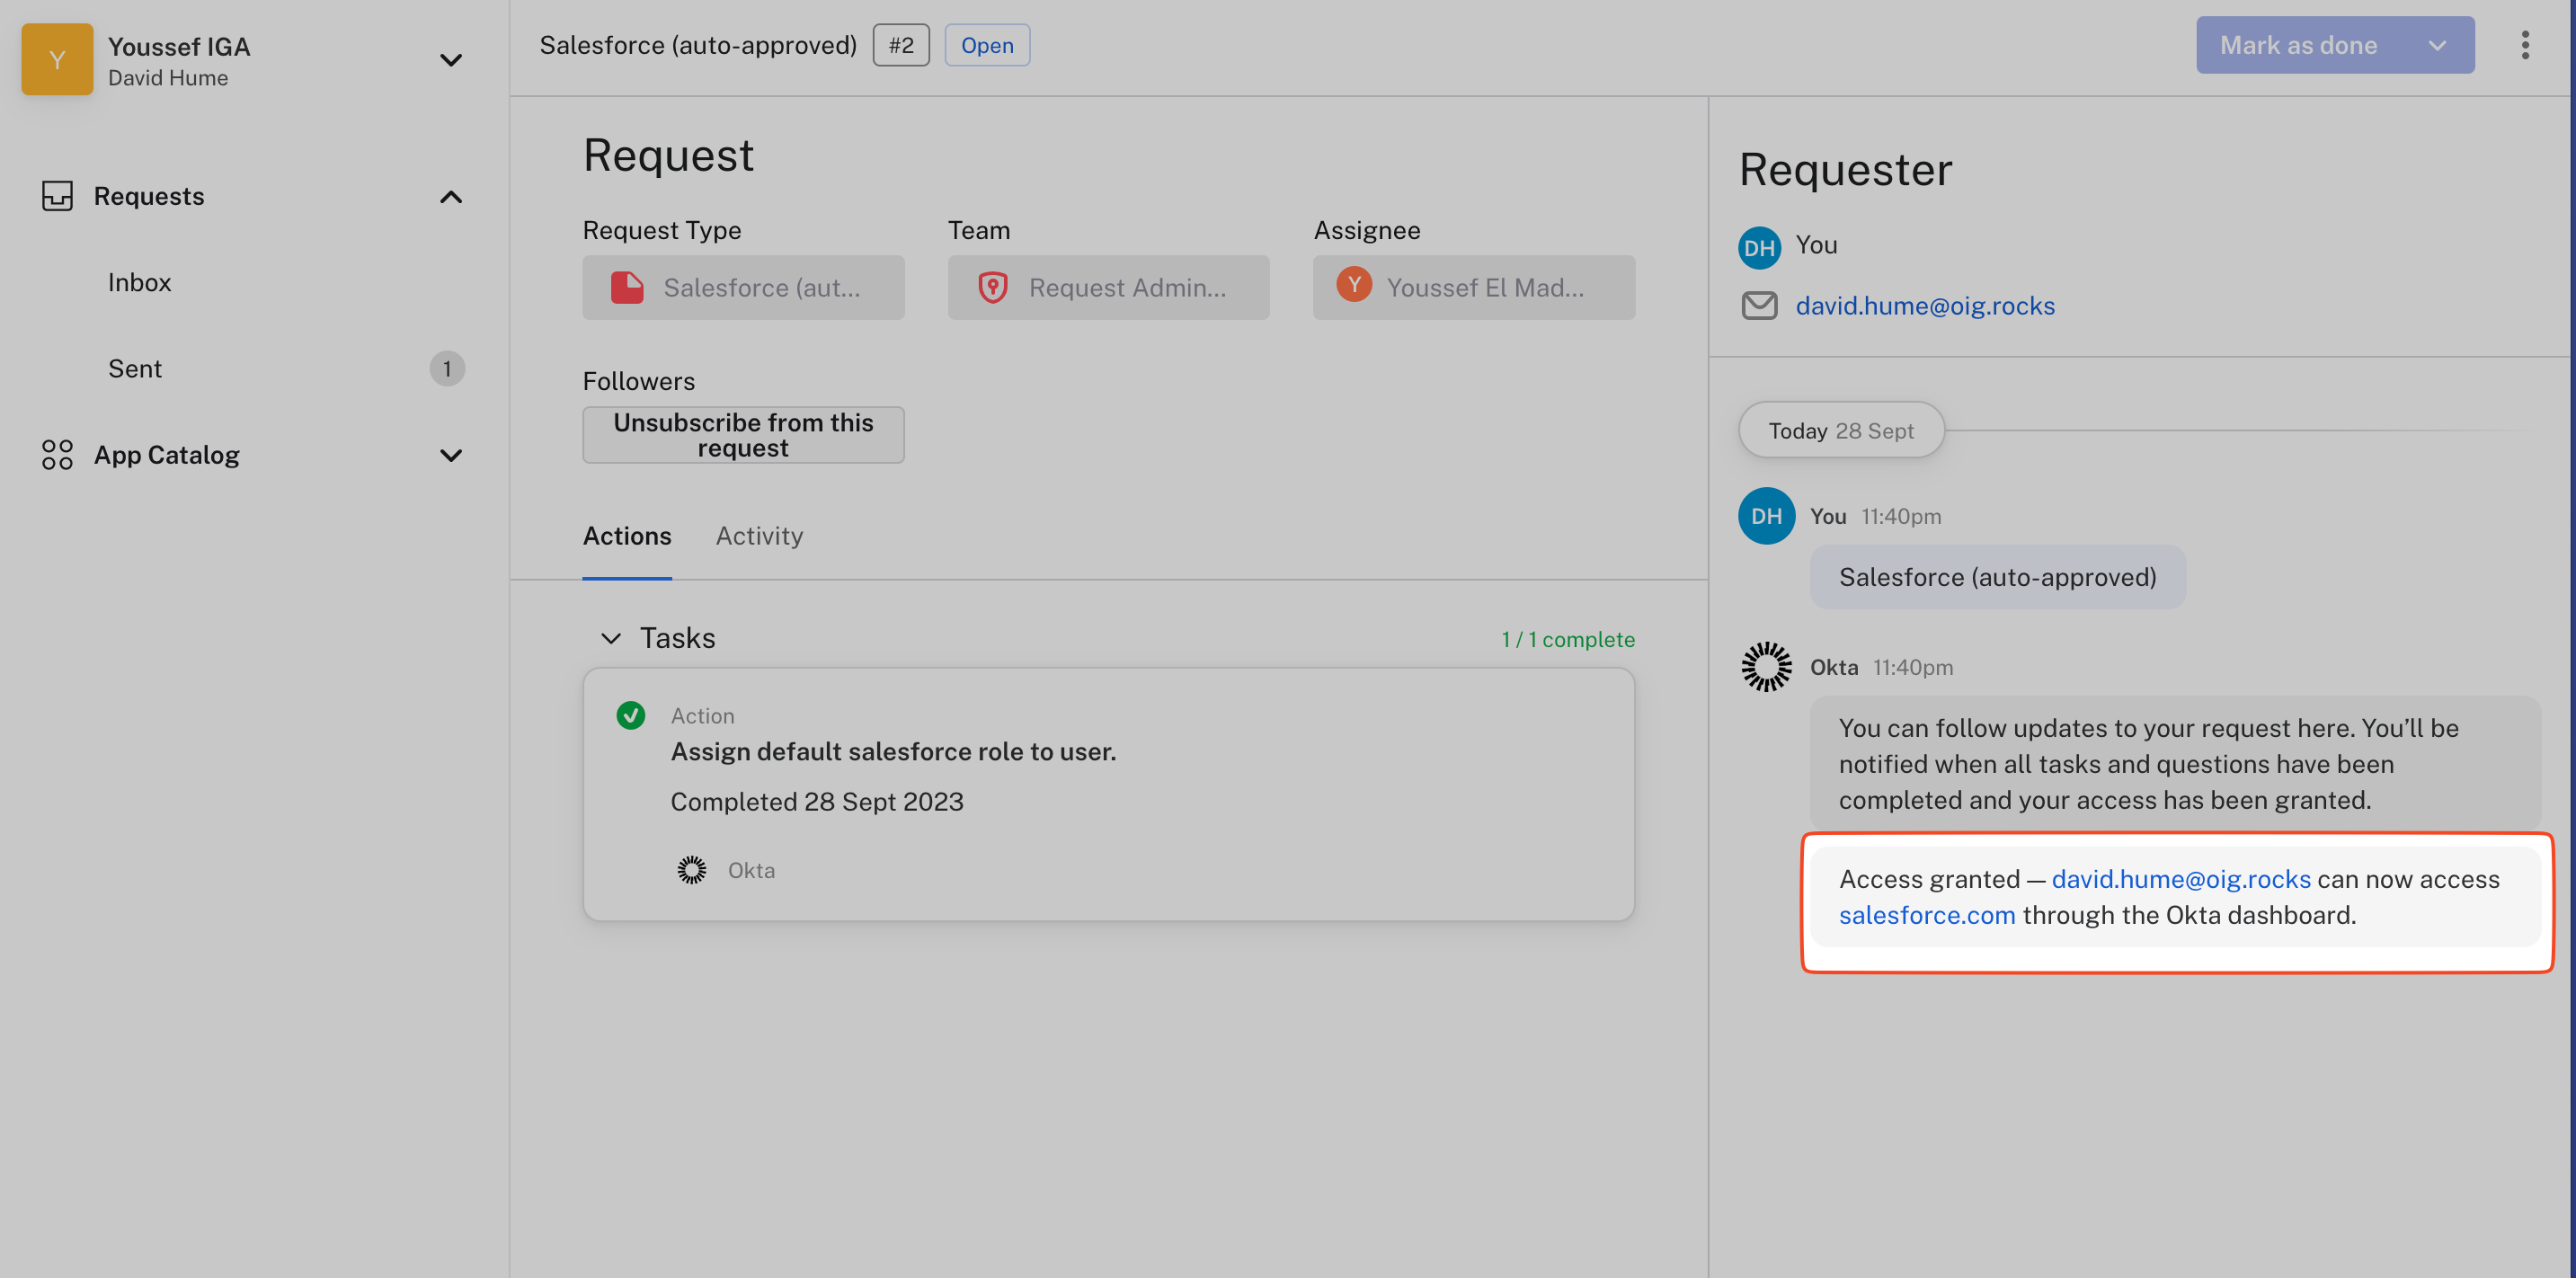 Y
Youssef IGA
David Hume
Requests
Inbox
Sent
1
App Catalog
Salesforce (auto-approved)
#2
Open
Mark as done
Request
Request Type
Team
Assignee
Salesforce (aut...
Request Admin...
Y
Youssef El Mad...
Followers
Unsubscribe from this
request
Actions
Activity
Tasks
1 / 1 complete
Action
Assign default salesforce role to user.
Completed 28 Sept 2023
Okta
Requester
DH
You
david.hume@oig.rocks
Today 28 Sept
DH
You 11:40pm
Salesforce (auto-approved)
Okta 11:40pm
You can follow updates to your request here. You’ll be
notified when all tasks and questions have been
completed and your access has been granted.
Access granted — david.hume@oig.rocks can now access
salesforce.com through the Okta dashboard.